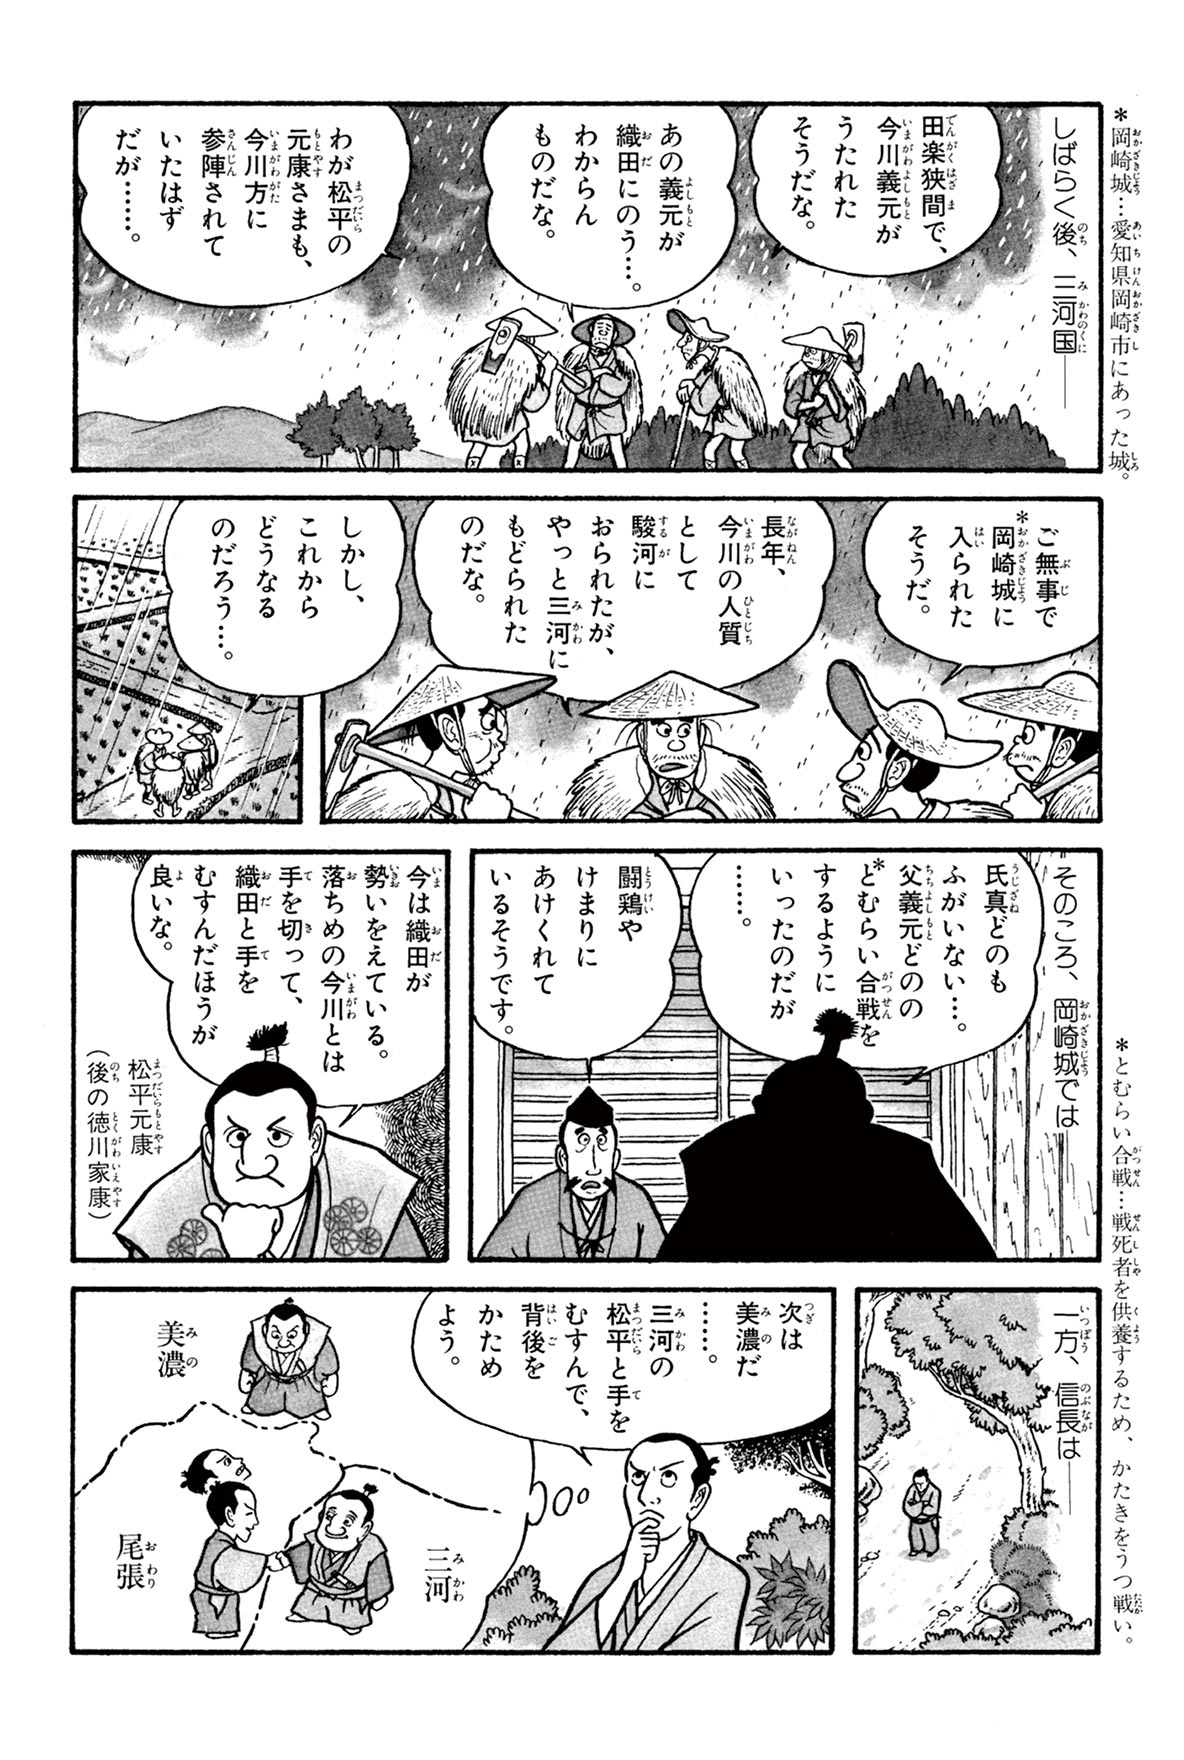 しばらく後、三河国――
田楽狭間で、
今川義元が
うたれた
そうだな。
あの義元が
織田にのう…。
わからん
ものだな。
わが松平の
元康さまも、
今川方に
参陣されて
いたはず
だが……。
＊岡崎城…愛知県岡崎市にあった城。
ご無事で
＊岡崎城に
入られた
そうだ。
長年、
今川の人質
として
駿河に
おられたが、
やっと三河に
もどられた
のだな。
しかし、
これから
どうなる
のだろう…。
そのころ、岡崎城では――
氏真どのも
ふがいない…。
父義元どのの
＊とむらい合戦を
するように
いったのだが
……。
闘鶏や
けまりに
あけくれて
いるそうです。
今は織田が
勢いをえている。
落ちめの今川とは
手を切って、
織田と手を
むすんだほうが
良いな。
松平元康
（後の徳川家康）
＊とむらい合戦…戦死者を供養するため、かたきをうつ戦い。
一方、信長は――
次は
美濃だ
……。
三河の
松平と手を
むすんで、
背後を
かため
よう。
美濃
三河
尾張